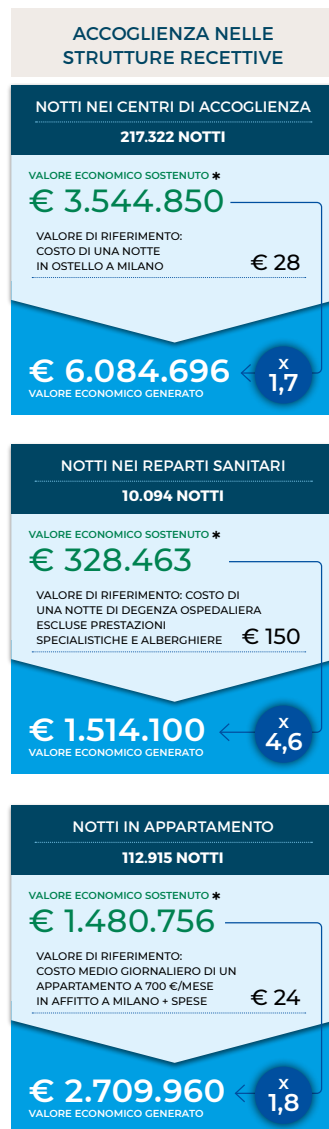 ACCOGLIENZA NELLE
STRUTTURE RECETTIVE
NOTTI NEI CENTRI DI ACCOGLIENZA
217.322 NOTTI
VALORE ECONOMICO SOSTENUTO *
€ 3.544.850
VALORE DI RIFERIMENTO:
COSTO DI UNA NOTTE
IN OSTELLO A MILANO
€ 28
€ 6.084.696
VALORE ECONOMICO GENERATO
X
1,7
NOTTI NEI REPARTI SANITARI
10.094 NOTTI
VALORE ECONOMICO SOSTENUTO *
€ 328.463
VALORE DI RIFERIMENTO: COSTO DI
UNA NOTTE DI DEGENZA OSPEDALIERA
ESCLUSE PRESTAZIONI
SPECIALISTICHE E ALBERGHIERE
€ 150
€ 1.514.100
VALORE ECONOMICO GENERATO
X
4,6
NOTTI IN APPARTAMENTO
112.915 NOTTI
VALORE ECONOMICO SOSTENUTO *
€ 1.480.756
VALORE DI RIFERIMENTO:
COSTO MEDIO GIORNALIERO DI UN
APPARTAMENTO A 700 €/MESE
IN AFFITTO A MILANO + SPESE
€ 24
€ 2.709.960
VALORE ECONOMICO GENERATO
X
1,8